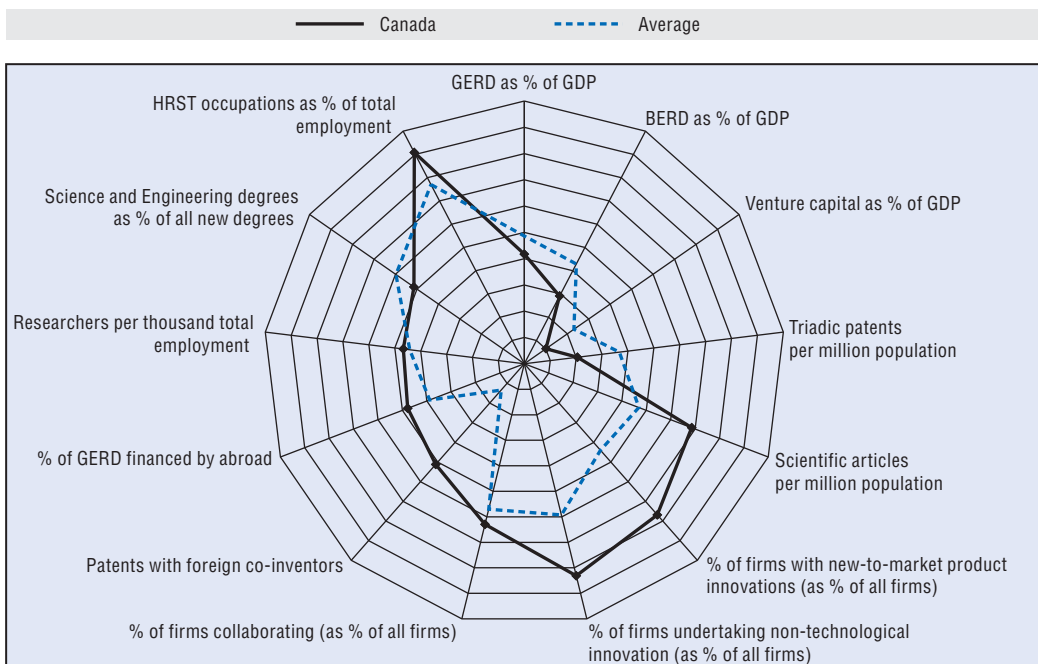 Canada
Average
GERD as % of GDP
BERD as % of GDP
Venture capital as % of GDP
Triadic patents
per million population
Scientific articles
per million population
% of firms with new-to-market product
innovations (as % of all firms)
% of firms undertaking non-technological
innovation (as % of all firms)
% of firms collaborating (as % of all firms)
Patents with foreign co-inventors
% of GERD financed by abroad
Researchers per thousand total
employment
Science and Engineering degrees
as % of all new degrees
HRST occupations as % of total
employment